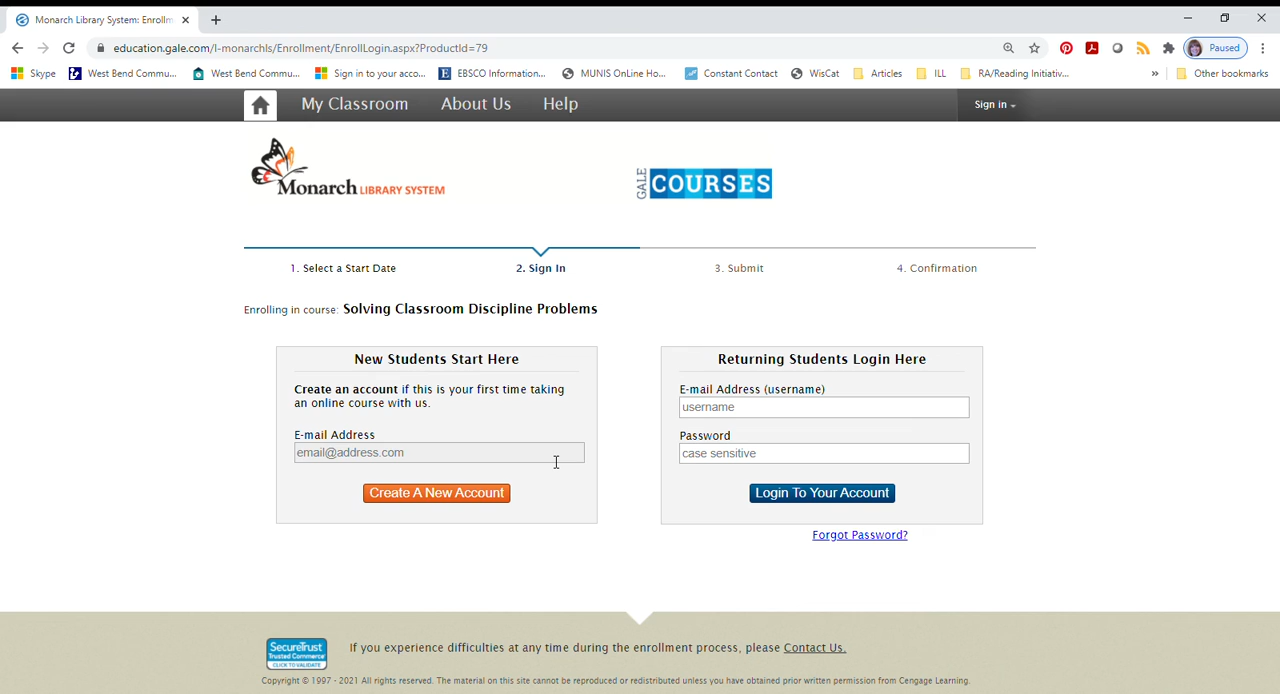 Monarch Library System: Enrollm
education.gale.com/l-monarchls/Enrollment/EnrollLogin.aspx?ProductId=79
Paused
Skype
West Bend Commu...
West Bend Commu...
Sign in to your acco...
EBSCO Information...
MUNIS OnLine Ho...
Constant Contact
WisCat
Articles
ILL
RA/Reading Initiativ...
»
Other bookmarks
My Classroom
About Us
Help
Sign in
Monarch LIBRARY SYSTEM
GALE
COURSES
1. Select a Start Date
2. Sign In
3. Submit
4. Confirmation
Enrolling in course: Solving Classroom Discipline Problems
New Students Start Here
Create an account if this is your first time taking
an online course with us.
E-mail Address
email@address.com
Create A New Account
Returning Students Login Here
E-mail Address (username)
username
Password
case sensitive
Login To Your Account
Forgot Password?
SecureTrust
Trusted Commerce
CLICK TO VALIDATE
If you experience difficulties at any time during the enrollment process, please Contact Us.
Copyright © 1997 - 2021 All rights reserved. The material on this site cannot be reproduced or redistributed unless you have obtained prior written permission from Cengage Learning.